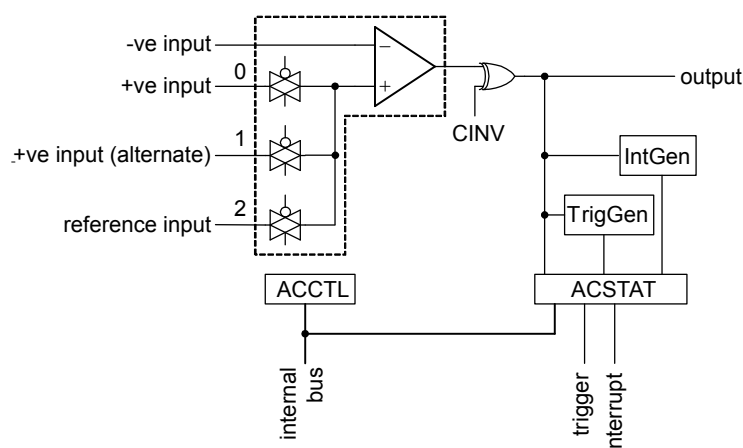 -ve input
0
+ve input
1
+ve input (alternate)
2
reference input
−
+
CINV
output
IntGen
TrigGen
ACCTL
ACSTAT
internal
bus
trigger
nterrupt